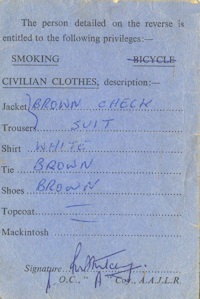 The person detailed on the reverse is
entitled to the following privileges:—
SMOKING BICYCLE
CIVILIAN CLOTHES, description:—
Jacket BROWN CHECK
Trousers SUIT
Shirt WHITE
Tie BROWN
Shoes BROWN
Topcoat —
Mackintosh
Signature
O.C., "A" Coy., A.A.J.L.R.